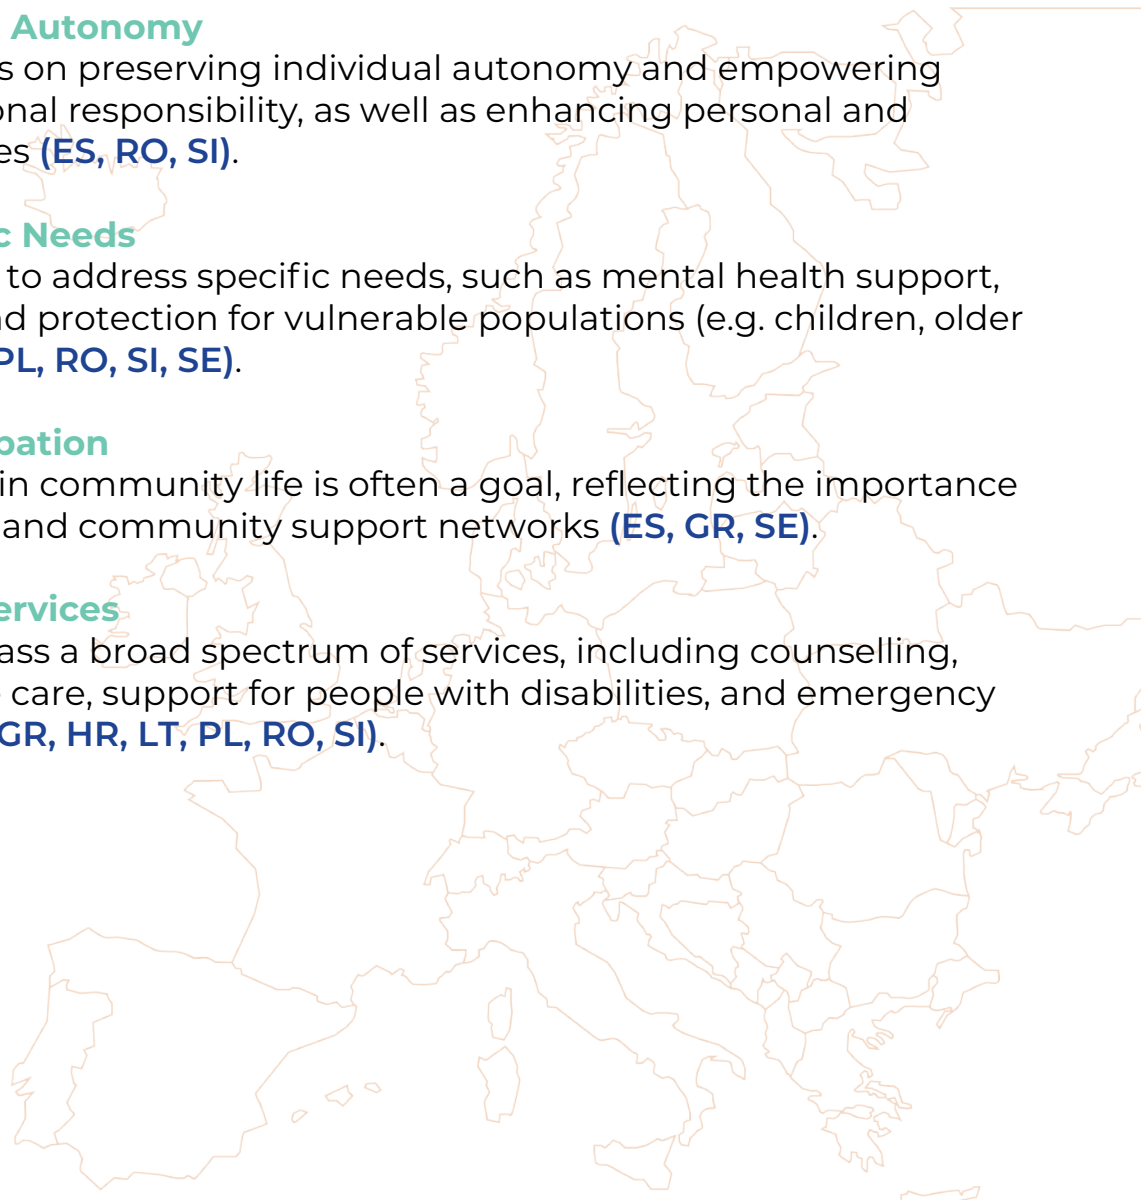 Autonomy
s on preserving individual autonomy and empowering
onal responsibility, as well as enhancing personal and
es (ES, RO, SI).
c Needs
to address specific needs, such as mental health support,
nd protection for vulnerable populations (e.g. children, older
PL, RO, SI, SE).
pation
in community life is often a goal, reflecting the importance
and community support networks (ES, GR, SE).
ervices
ass a broad spectrum of services, including counselling,
care, support for people with disabilities, and emergency
GR, HR, LT, PL, RO, SI).